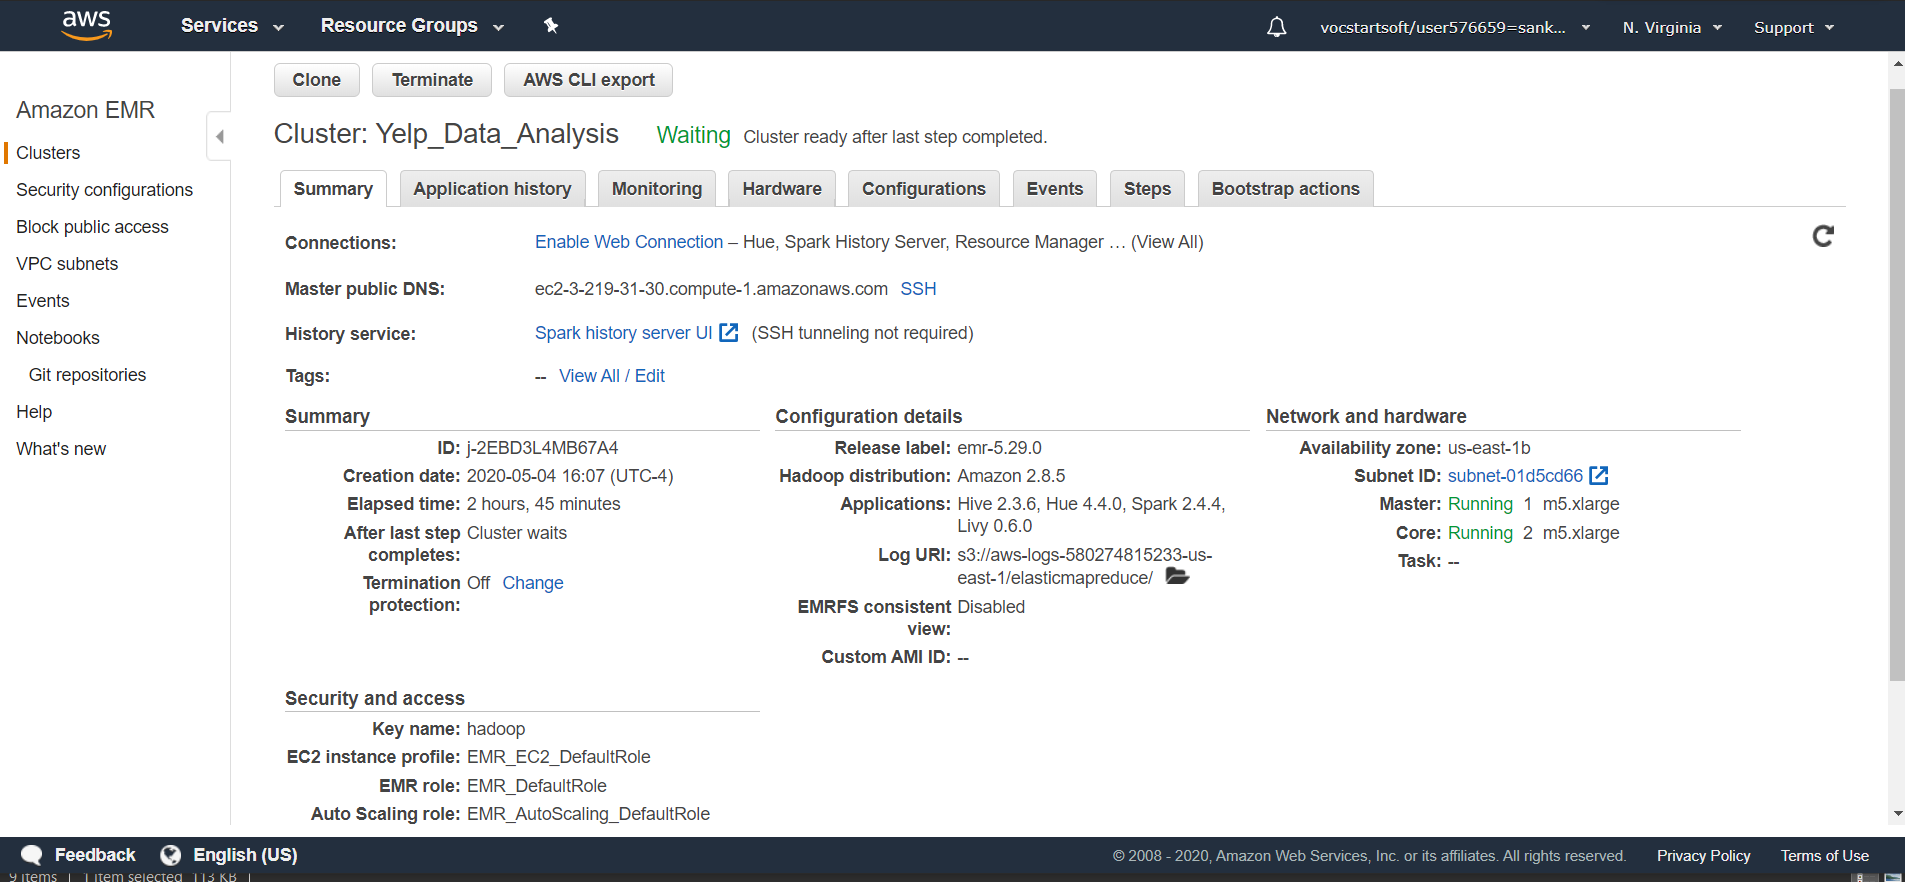 aws Services Resource Groups vocstartsoft/user576659=sank... N. Virginia Support
Clone Terminate AWS CLI export
Amazon EMR
Clusters
Security configurations
Block public access
VPC subnets
Events
Notebooks
Git repositories
Help
What's new
Cluster: Yelp_Data_Analysis Waiting Cluster ready after last step completed.
Summary Application history Monitoring Hardware Configurations Events Steps Bootstrap actions
Connections: Enable Web Connection – Hue, Spark History Server, Resource Manager … (View All)
Master public DNS: ec2-3-219-31-30.compute-1.amazonaws.com SSH
History service: Spark history server UI (SSH tunneling not required)
Tags: -- View All / Edit
Summary
ID: j-2EBD3L4MB67A4
Creation date: 2020-05-04 16:07 (UTC-4)
Elapsed time: 2 hours, 45 minutes
After last step Cluster waits
completes:
Termination Off Change
protection:
Configuration details
Release label: emr-5.29.0
Hadoop distribution: Amazon 2.8.5
Applications: Hive 2.3.6, Hue 4.4.0, Spark 2.4.4,
Livy 0.6.0
Log URI: s3://aws-logs-580274815233-us-
east-1/elasticmapreduce/
EMRFS consistent Disabled
view:
Custom AMI ID: --
Network and hardware
Availability zone: us-east-1b
Subnet ID: subnet-01d5cd66
Master: Running 1 m5.xlarge
Core: Running 2 m5.xlarge
Task: --
Security and access
Key name: hadoop
EC2 instance profile: EMR_EC2_DefaultRole
EMR role: EMR_DefaultRole
Auto Scaling role: EMR_AutoScaling_DefaultRole
Feedback English (US) © 2008 - 2020, Amazon Web Services, Inc. or its affiliates. All rights reserved. Privacy Policy Terms of Use
9 items 1 item selected 113 KB